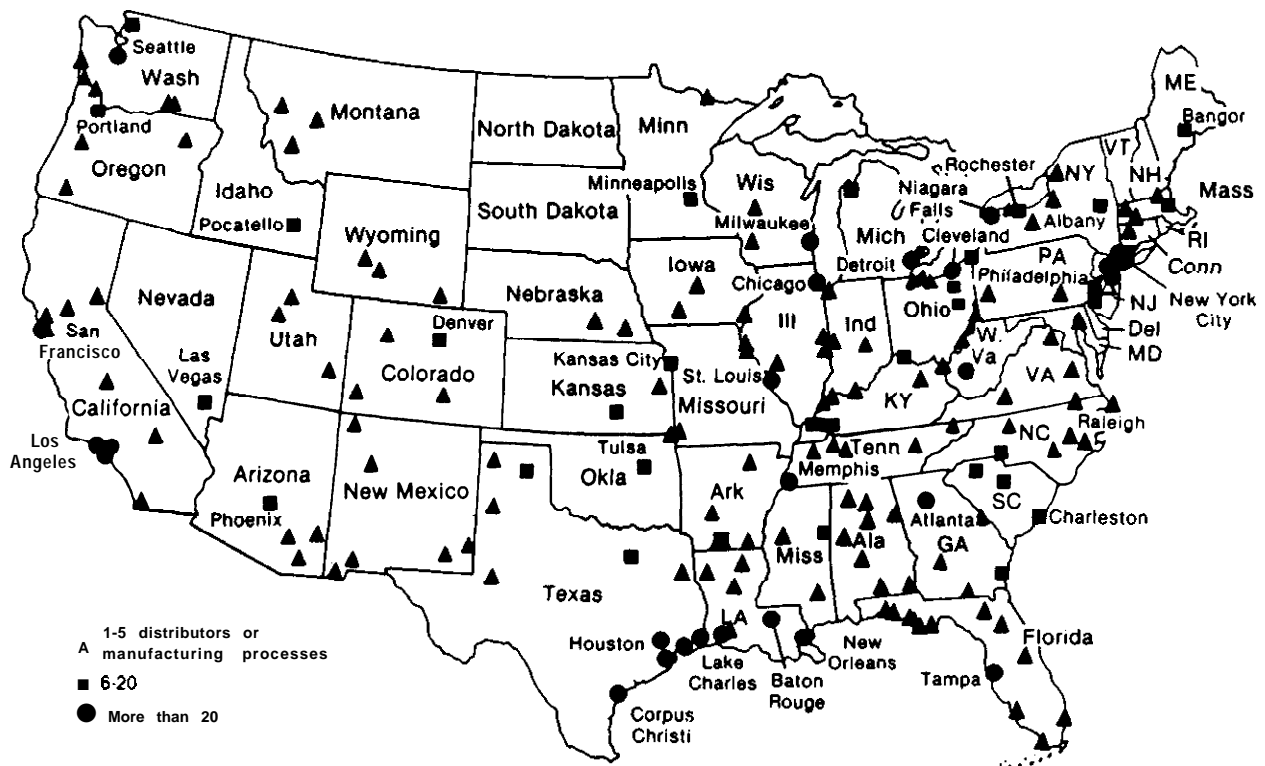 Seattle
Wash
Portland
Oregon
Montana
Idaho
Pocatello
Wyoming
North Dakota
South Dakota
Nebraska
Minn
Minneapolis
Wis
Milwaukee
Iowa
Chicago
Mich
Detroit
Rochester
Niagara
Falls
Cleveland
NY
Albany
VT
NH
ME
Bangor
Mass
RI
Conn
New York
City
NJ
Del
MD
PA
Philadelphia
Ohio
Ind
Ill
W.
Va
VA
KY
Nevada
Utah
Las
Vegas
San
Francisco
California
Los
Angeles
Denver
Colorado
Kansas City
Kansas
St. Louis
Missouri
Arizona
Phoenix
New Mexico
Tulsa
Okla
Ark
Tenn
Memphis
NC
Raleigh
SC
Charleston
Atlanta
GA
Ala
Miss
Texas
LA
Houston
Lake
Charles
Baton
Rouge
New
Orleans
Corpus
Christi
Florida
Tampa
1-5 distributors or
A manufacturing processes
6-20
More than 20